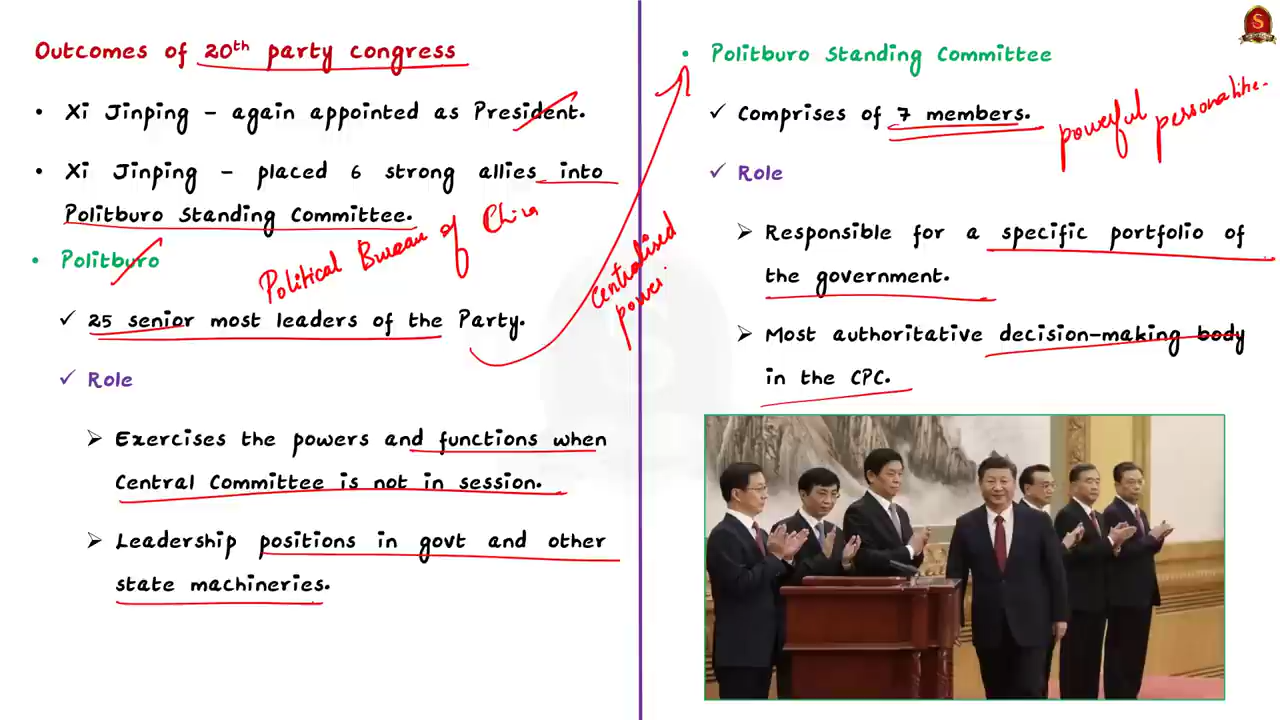 Outcomes of 20th party congress
• Xi Jinping – again appointed as President.
• Xi Jinping – placed 6 strong allies into
Politburo Standing Committee.
Political Bureau of China
• Politburo
✓ 25 senior most leaders of the Party.
✓ Role
➤ Exercises the powers and functions when
Central Committee is not in session.
➤ Leadership positions in govt and other
state machineries.
centralised
power
• Politburo Standing Committee
✓ Comprises of 7 members.
powerful
✓ Role
➤ Responsible for a specific portfolio of
the government.
➤ Most authoritative decision-making body
in the CPC.
S